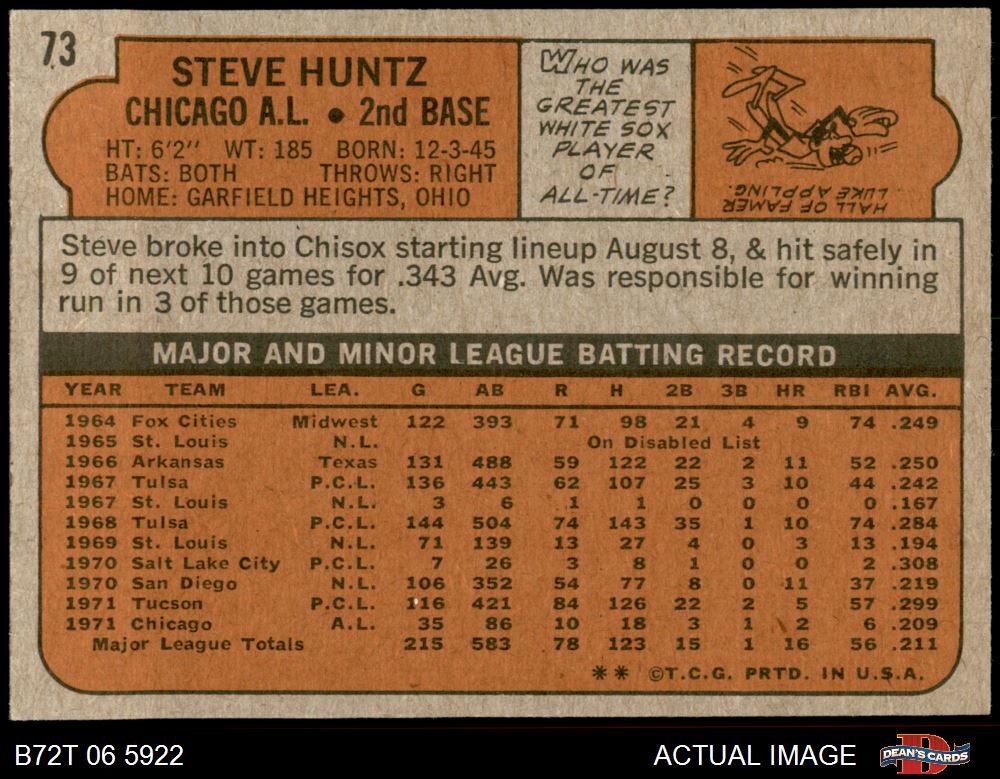 73
STEVE HUNTZ
CHICAGO A.L. • 2nd BASE
HT: 6'2" WT: 185 BORN: 12-3-45
BATS: BOTH THROWS: RIGHT
HOME: GARFIELD HEIGHTS, OHIO
WHO WAS
THE
GREATEST
WHITE SOX
PLAYER
OF
ALL-TIME?
HALL OF FAMER
LUKE APPLING.
Steve broke into Chisox starting lineup August 8, & hit safely in
9 of next 10 games for .343 Avg. Was responsible for winning
run in 3 of those games.
MAJOR AND MINOR LEAGUE BATTING RECORD
YEAR TEAM LEA. G AB R H 2B 3B HR RBI AVG.
1964 Fox Cities Midwest 122 393 71 98 21 4 9 74 .249
1965 St. Louis N.L. On Disabled List
1966 Arkansas Texas 131 488 59 122 22 2 11 52 .250
1967 Tulsa P.C.L. 136 443 62 107 25 3 10 44 .242
1967 St. Louis N.L. 3 6 1 1 0 0 0 0 .167
1968 Tulsa P.C.L. 144 504 74 143 35 1 10 74 .284
1969 St. Louis N.L. 71 139 13 27 4 0 3 13 .194
1970 Salt Lake City P.C.L. 7 26 3 8 1 0 0 2 .308
1970 San Diego N.L. 106 352 54 77 8 0 11 37 .219
1971 Tucson P.C.L. 116 421 84 126 22 2 5 57 .299
1971 Chicago A.L. 35 86 10 18 3 1 2 6 .209
Major League Totals 215 583 78 123 15 1 16 56 .211
** ©T.C.G. PRTD. IN U.S.A.
B72T 06 5922 ACTUAL IMAGE DEAN'S CARDS